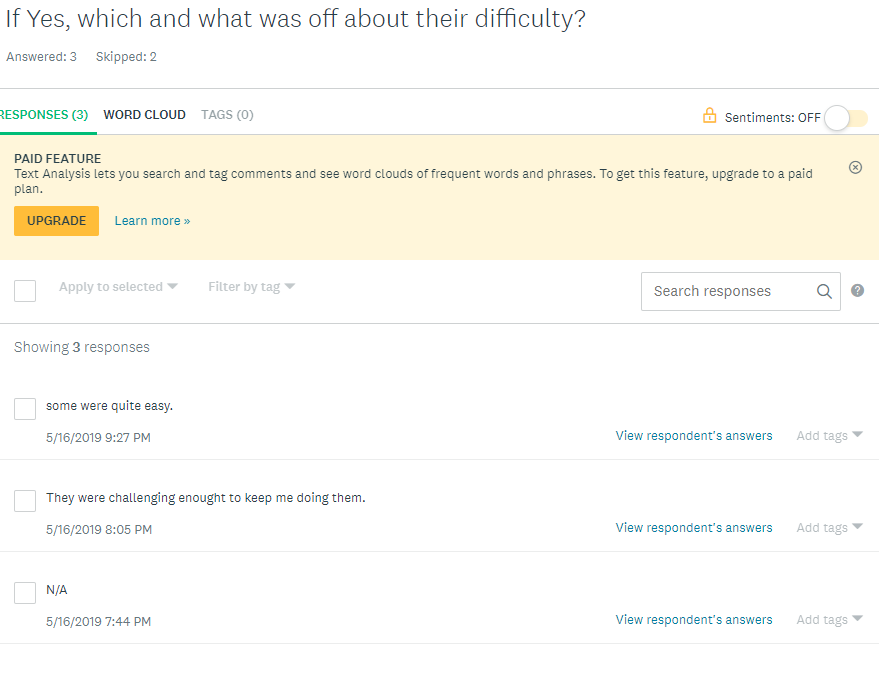 If Yes, which and what was off about their difficulty?
Answered: 3 Skipped: 2
RESPONSES (3) WORD CLOUD TAGS (0)
Sentiments: OFF
PAID FEATURE
Text Analysis lets you search and tag comments and see word clouds of frequent words and phrases. To get this feature, upgrade to a paid
plan.
UPGRADE Learn more »
Apply to selected Filter by tag Search responses ?
Showing 3 responses
some were quite easy.
5/16/2019 9:27 PM View respondent's answers Add tags
They were challenging enought to keep me doing them.
5/16/2019 8:05 PM View respondent's answers Add tags
N/A
5/16/2019 7:44 PM View respondent's answers Add tags